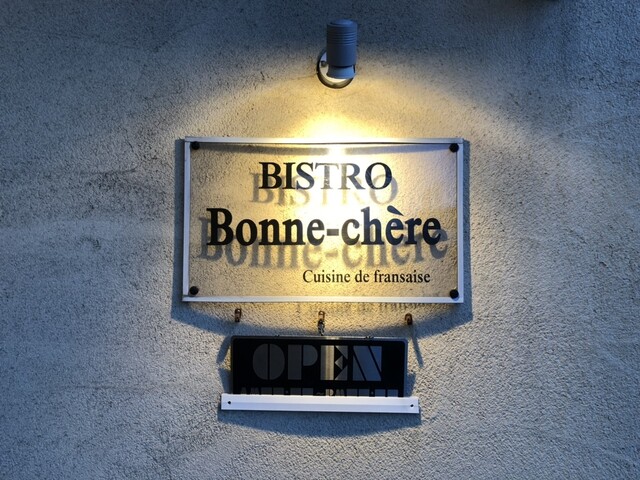 BISTRO
Bonne-chère
Cuisine de fransaise
OPEN